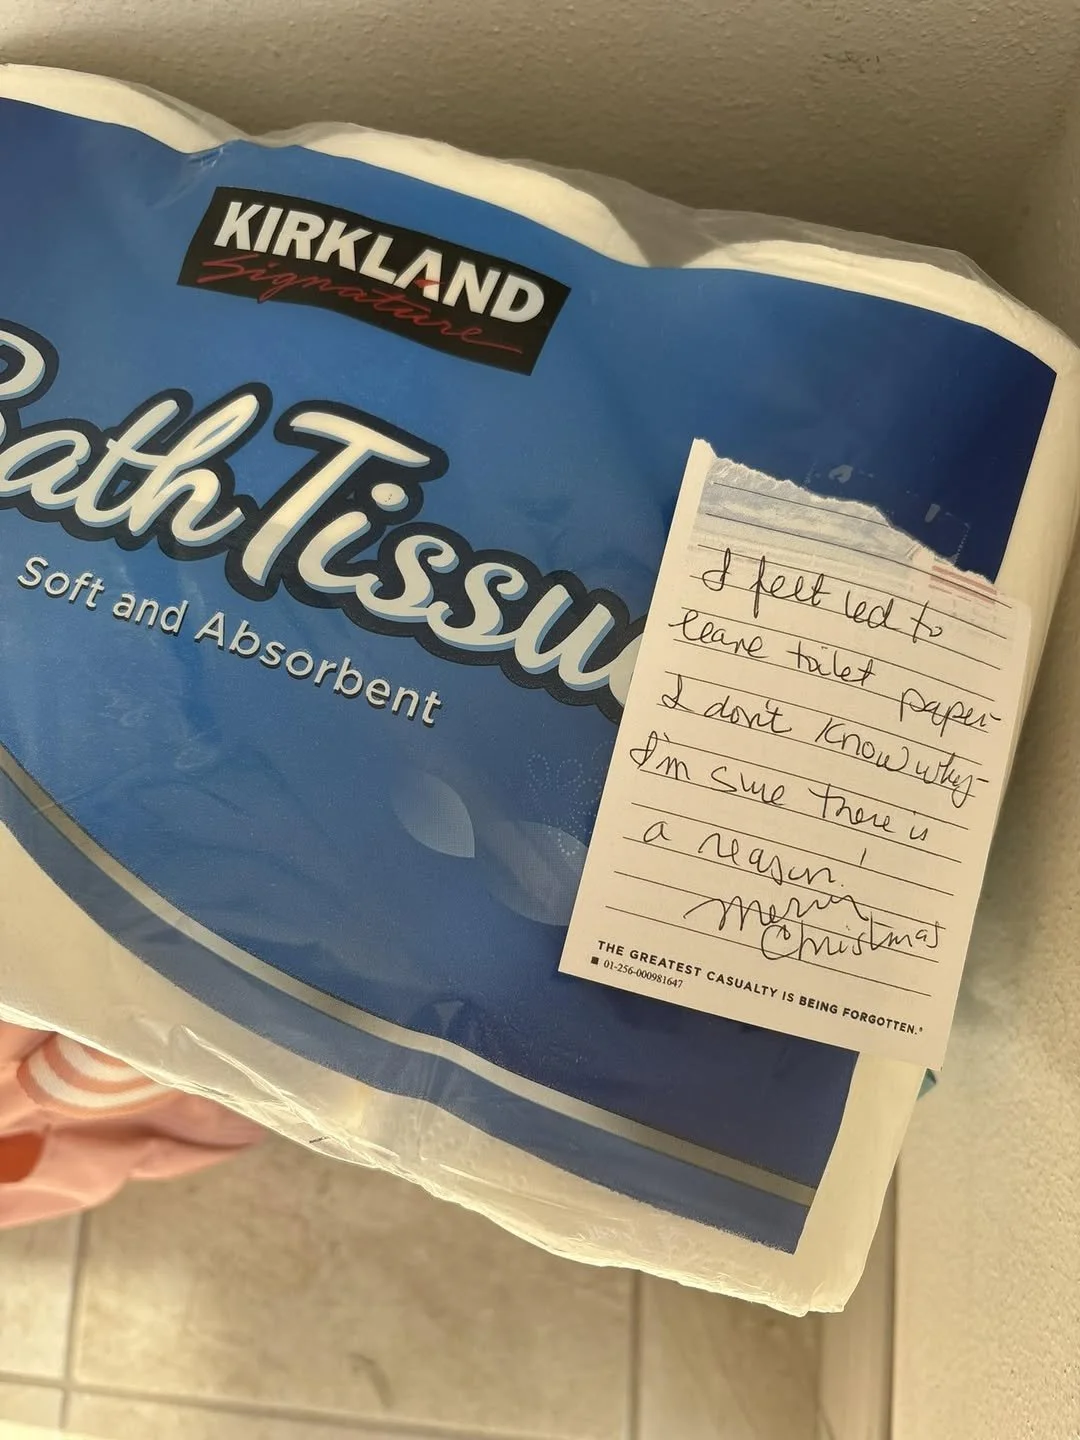 KIRKLAND
Signature
Bath Tissu
Soft and Absorbent
I felt led to
leave toilet paper-
I don't know why-
I'm sure there is
a reason.
Merry
Christmas
THE GREATEST CASUALTY IS BEING FORGOTTEN.®
■ 01-256-000981647